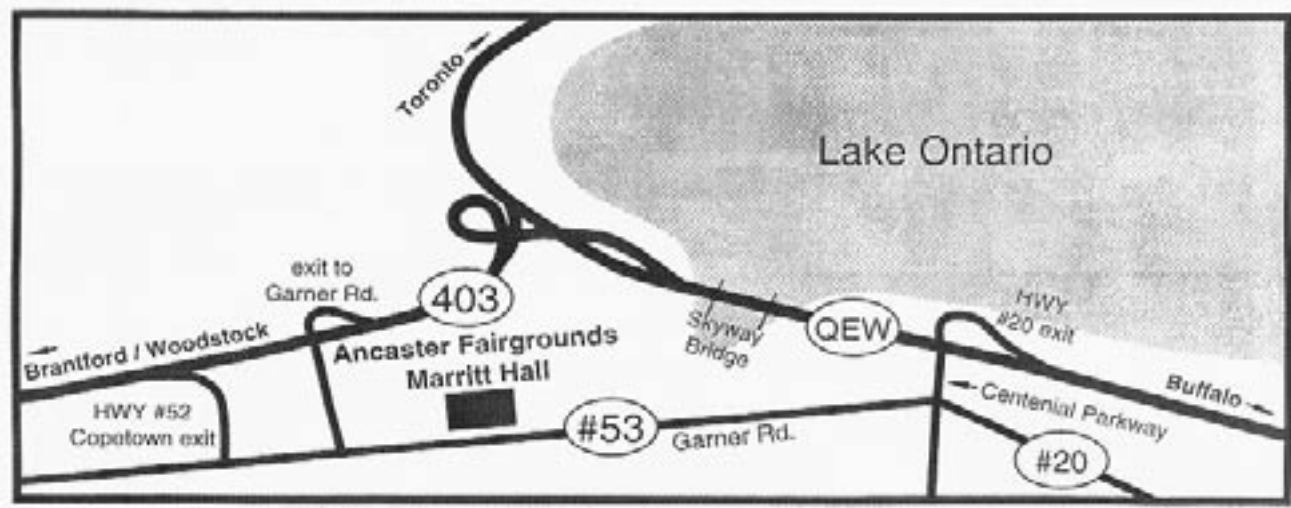 Toronto
Lake Ontario
exit to
Garner Rd.
403
HWY
#20 exit
Skyway
Bridge
QEW
Brantford / Woodstock
Ancaster Fairgrounds
Marritt Hall
Buffalo
Centenial Parkway
HWY #52
Copetown exit
#53
Garner Rd.
#20